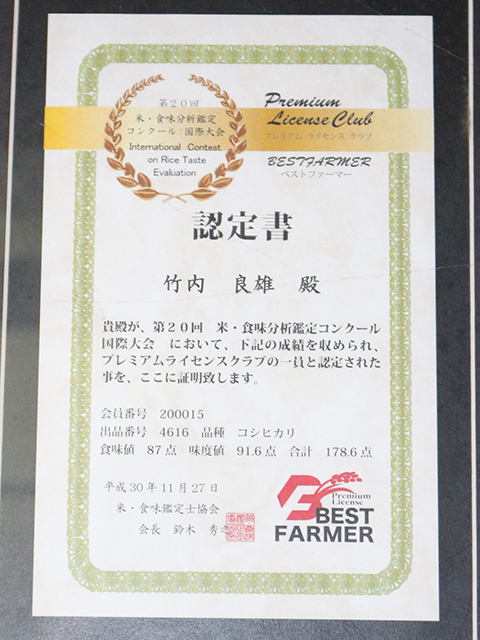 第20回
米・食味分析鑑定
コンクール:国際大会
International Contest
on Rice Taste
Evaluation
Premium
License Club
プレミアム ライセンス クラブ
BESTFARMER
ベストファーマー
認定書
竹内 良雄 殿
貴殿が、第20回 米・食味分析鑑定コンクール
国際大会 において、下記の成績を収められ、
プレミアムライセンスクラブの一員と認定された
事を、ここに証明致します。
会員番号 200015
出品番号 4616 品種 コシヒカリ
食味値 87点 味度値 91.6点 合計 178.6点
平成30年11月27日
米・食味鑑定士協会
会長 鈴木 秀
Premium
License
BEST
FARMER